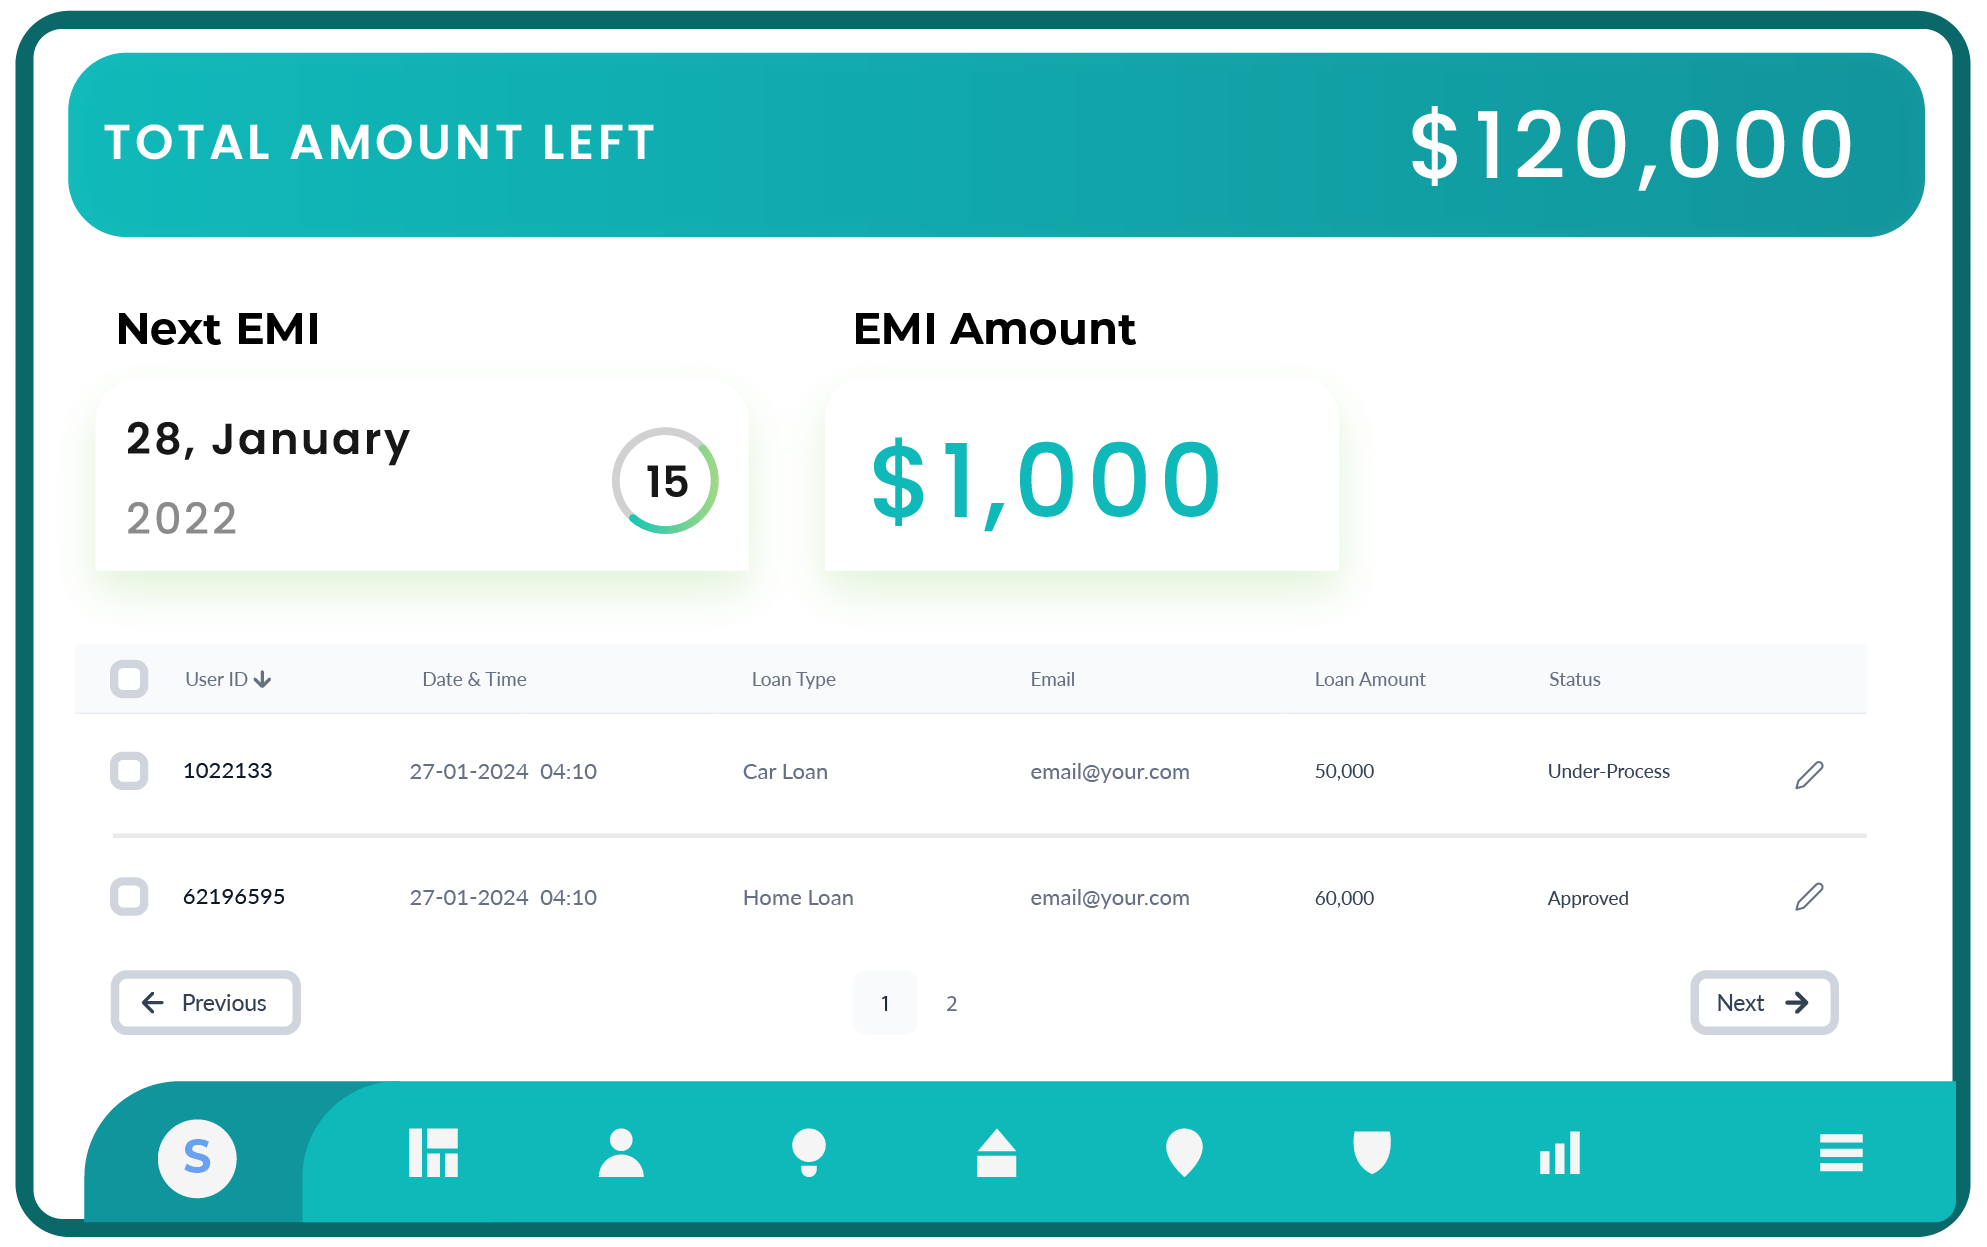 TOTAL AMOUNT LEFT $120,000
Next EMI EMI Amount
28, January
2022
15
$1,000
User ID Date & Time Loan Type Email Loan Amount Status
1022133 27-01-2024 04:10 Car Loan email@your.com 50,000 Under-Process
62196595 27-01-2024 04:10 Home Loan email@your.com 60,000 Approved
Previous 1 2 Next
S